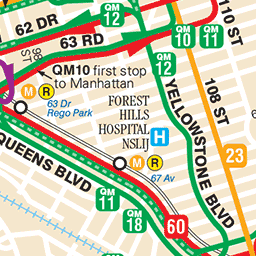 62 DR
QM
12
110 ST
63 RD
QM
10
QM
11
98 ST
QM10 first stop
to Manhattan
QM
12
M R
63 Dr
Rego Park
FOREST
HILLS
HOSPITAL
NSLIJ
H
YELLOWSTONE BLVD
108 ST
23
QUEENS BLVD
M R
67 Av
QM
11
QM
18
60